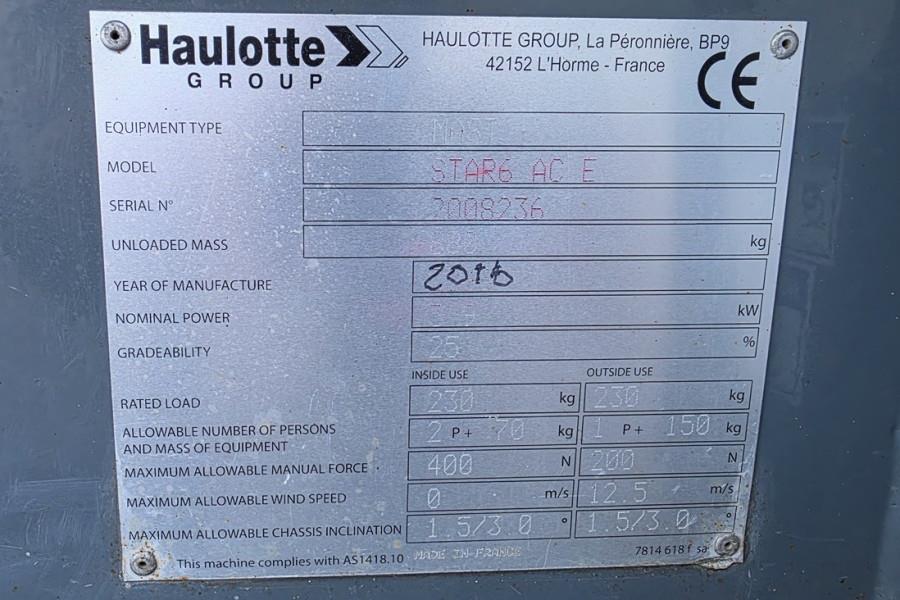 Haulotte
GROUP
HAULOTTE GROUP, La Péronnière, BP9
42152 L'Horme - France
CE
EQUIPMENT TYPE MAST
MODEL STAR6 AC E
SERIAL N° 2008236
UNLOADED MASS kg
YEAR OF MANUFACTURE 2016
NOMINAL POWER kW
GRADEABILITY 25 %
INSIDE USE OUTSIDE USE
RATED LOAD 230 kg 230 kg
ALLOWABLE NUMBER OF PERSONS
AND MASS OF EQUIPMENT 2 P+ 70 kg 1 P+ 150 kg
MAXIMUM ALLOWABLE MANUAL FORCE 400 N 200 N
MAXIMUM ALLOWABLE WIND SPEED 0 m/s 12.5 m/s
MAXIMUM ALLOWABLE CHASSIS INCLINATION 1.5/3.0 ° 1.5/3.0 °
This machine complies with AS1418.10 MADE IN FRANCE 7814 618 f sa